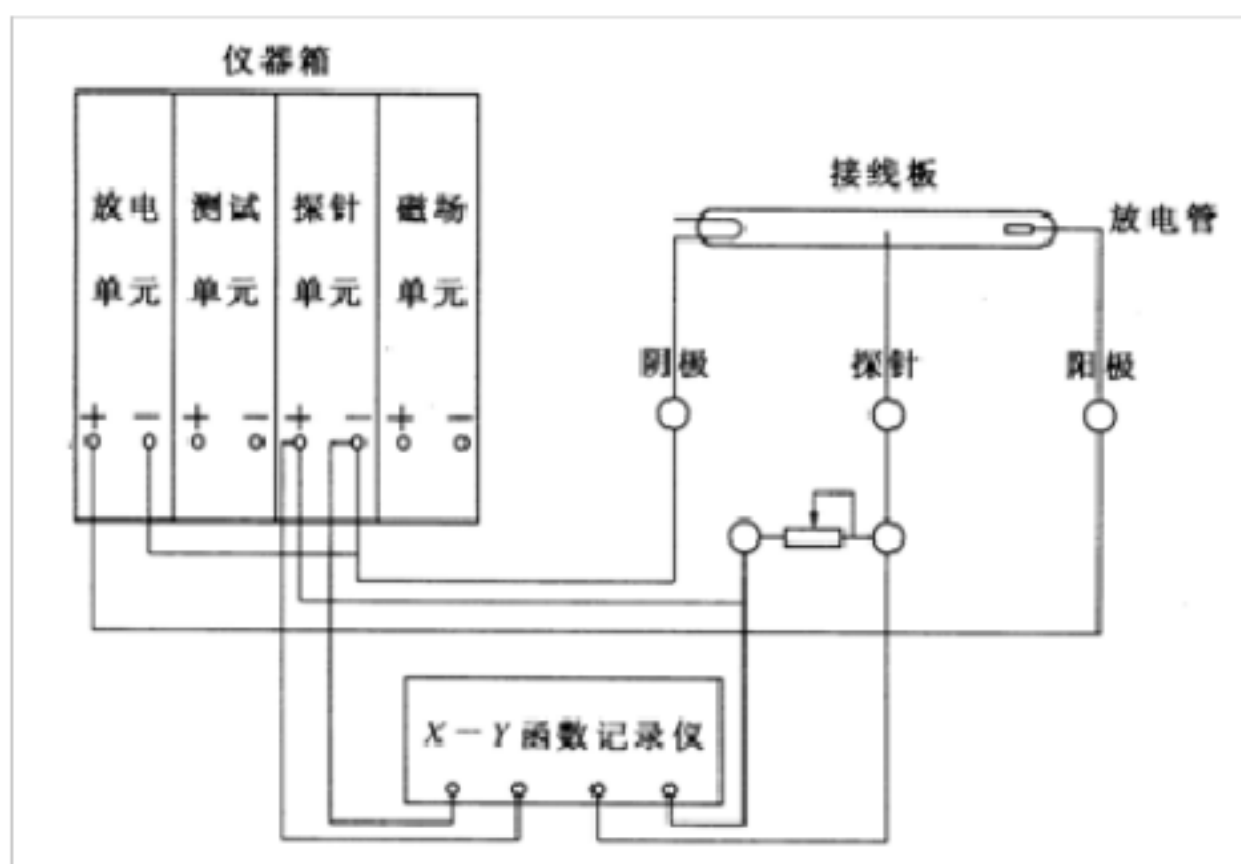 仪器箱
放电 测试 探针 磁场
单元 单元 单元 单元
+ − + − + − + −
接线板
放电管
阴极 探针 阳极
X－Y函数记录仪